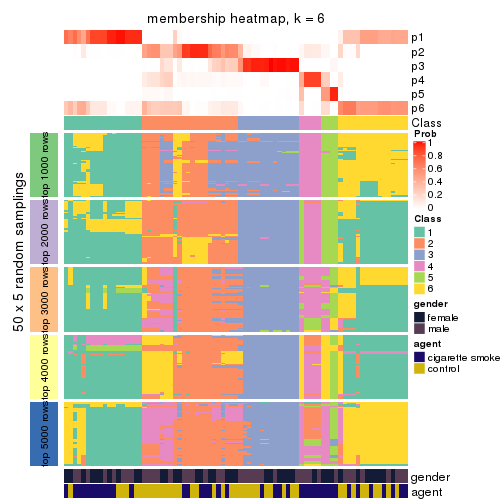 membership heatmap, k = 6
p1
p2
p3
p4
p5
p6
Class
50 x 5 random samplings
top 1000 rows
top 2000 rows
top 3000 rows
top 4000 rows
top 5000 rows
gender
agent
Prob
1
0.8
0.6
0.4
0.2
0
Class
1
2
3
4
5
6
gender
female
male
agent
cigarette smoke
control